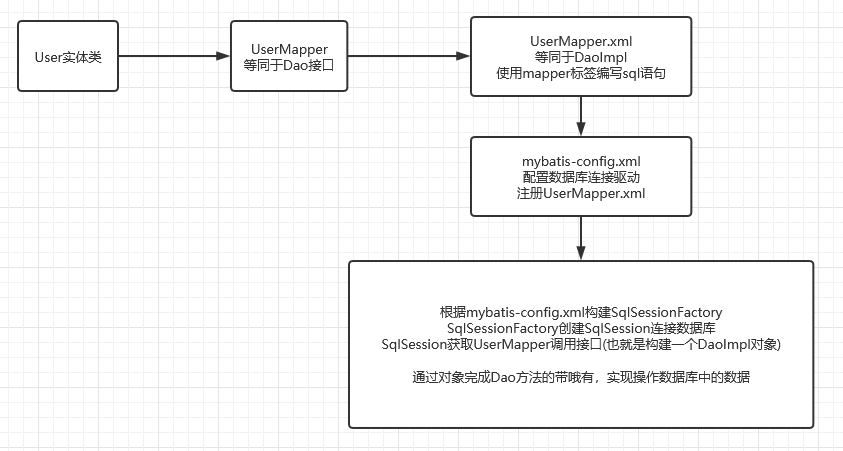 User实体类
UserMapper
等同于Dao接口
UserMapper.xml
等同于DaoImpl
使用mapper标签编写sql语句
mybatis-config.xml
配置数据库连接驱动
注册UserMapper.xml
根据mybatis-config.xml构建SqlSessionFactory
SqlSessionFactory创建SqlSession连接数据库
SqlSession获取UserMapper调用接口(也就是构建一个DaoImpl对象)
通过对象完成Dao方法的带哦有，实现操作数据库中的数据